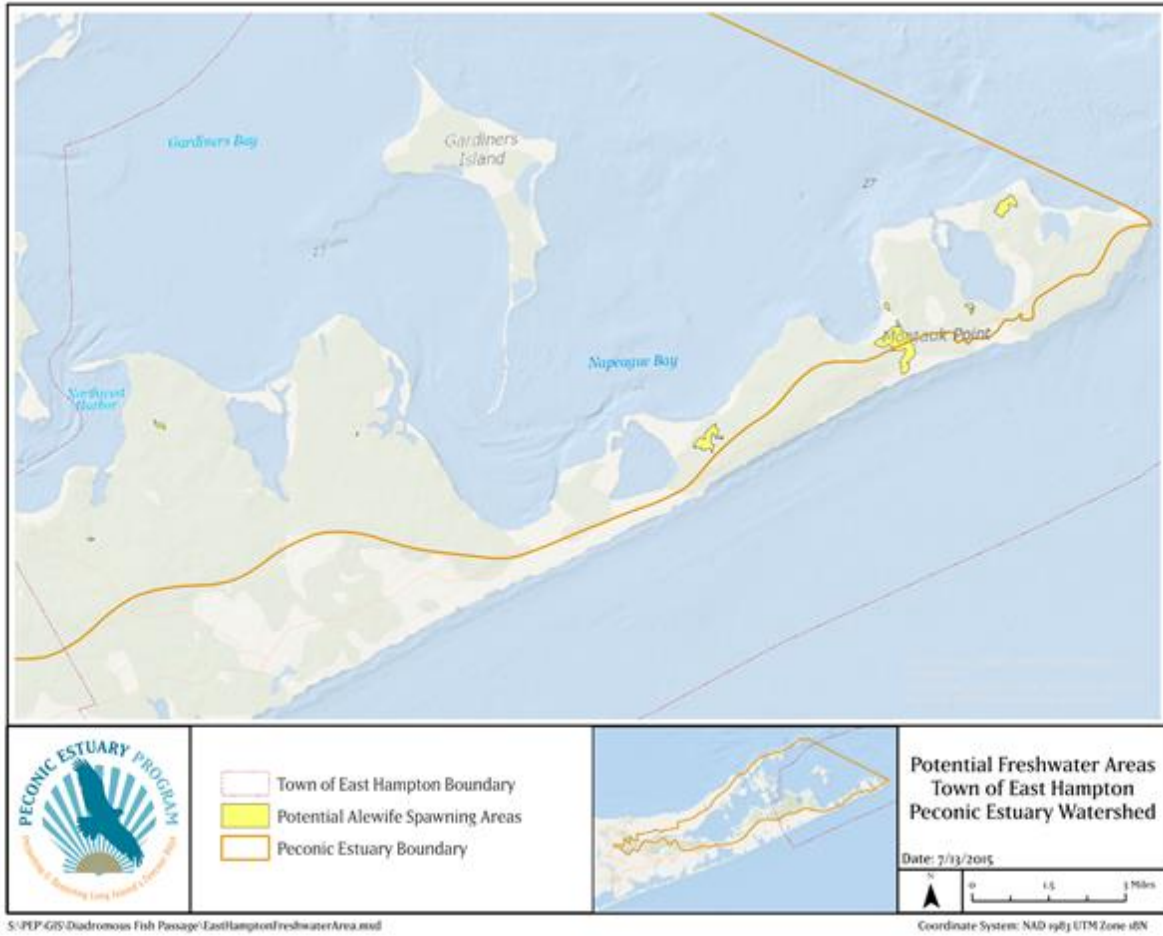 Gardiners Bay
Gardiners
Island
27
27
Montauk Point
Napeague Bay
Northwest
Harbor
PECONIC ESTUARY PROGRAM
Town of East Hampton Boundary
Potential Alewife Spawning Areas
Peconic Estuary Boundary
Potential Freshwater Areas
Town of East Hampton
Peconic Estuary Watershed
Date: 7/13/2015
N
0 1.5 3 Miles
S:\PEP\GIS\Diadromous Fish Passage\EastHamptonFreshwaterArea.mxd
Coordinate System: NAD 1983 UTM Zone 18N